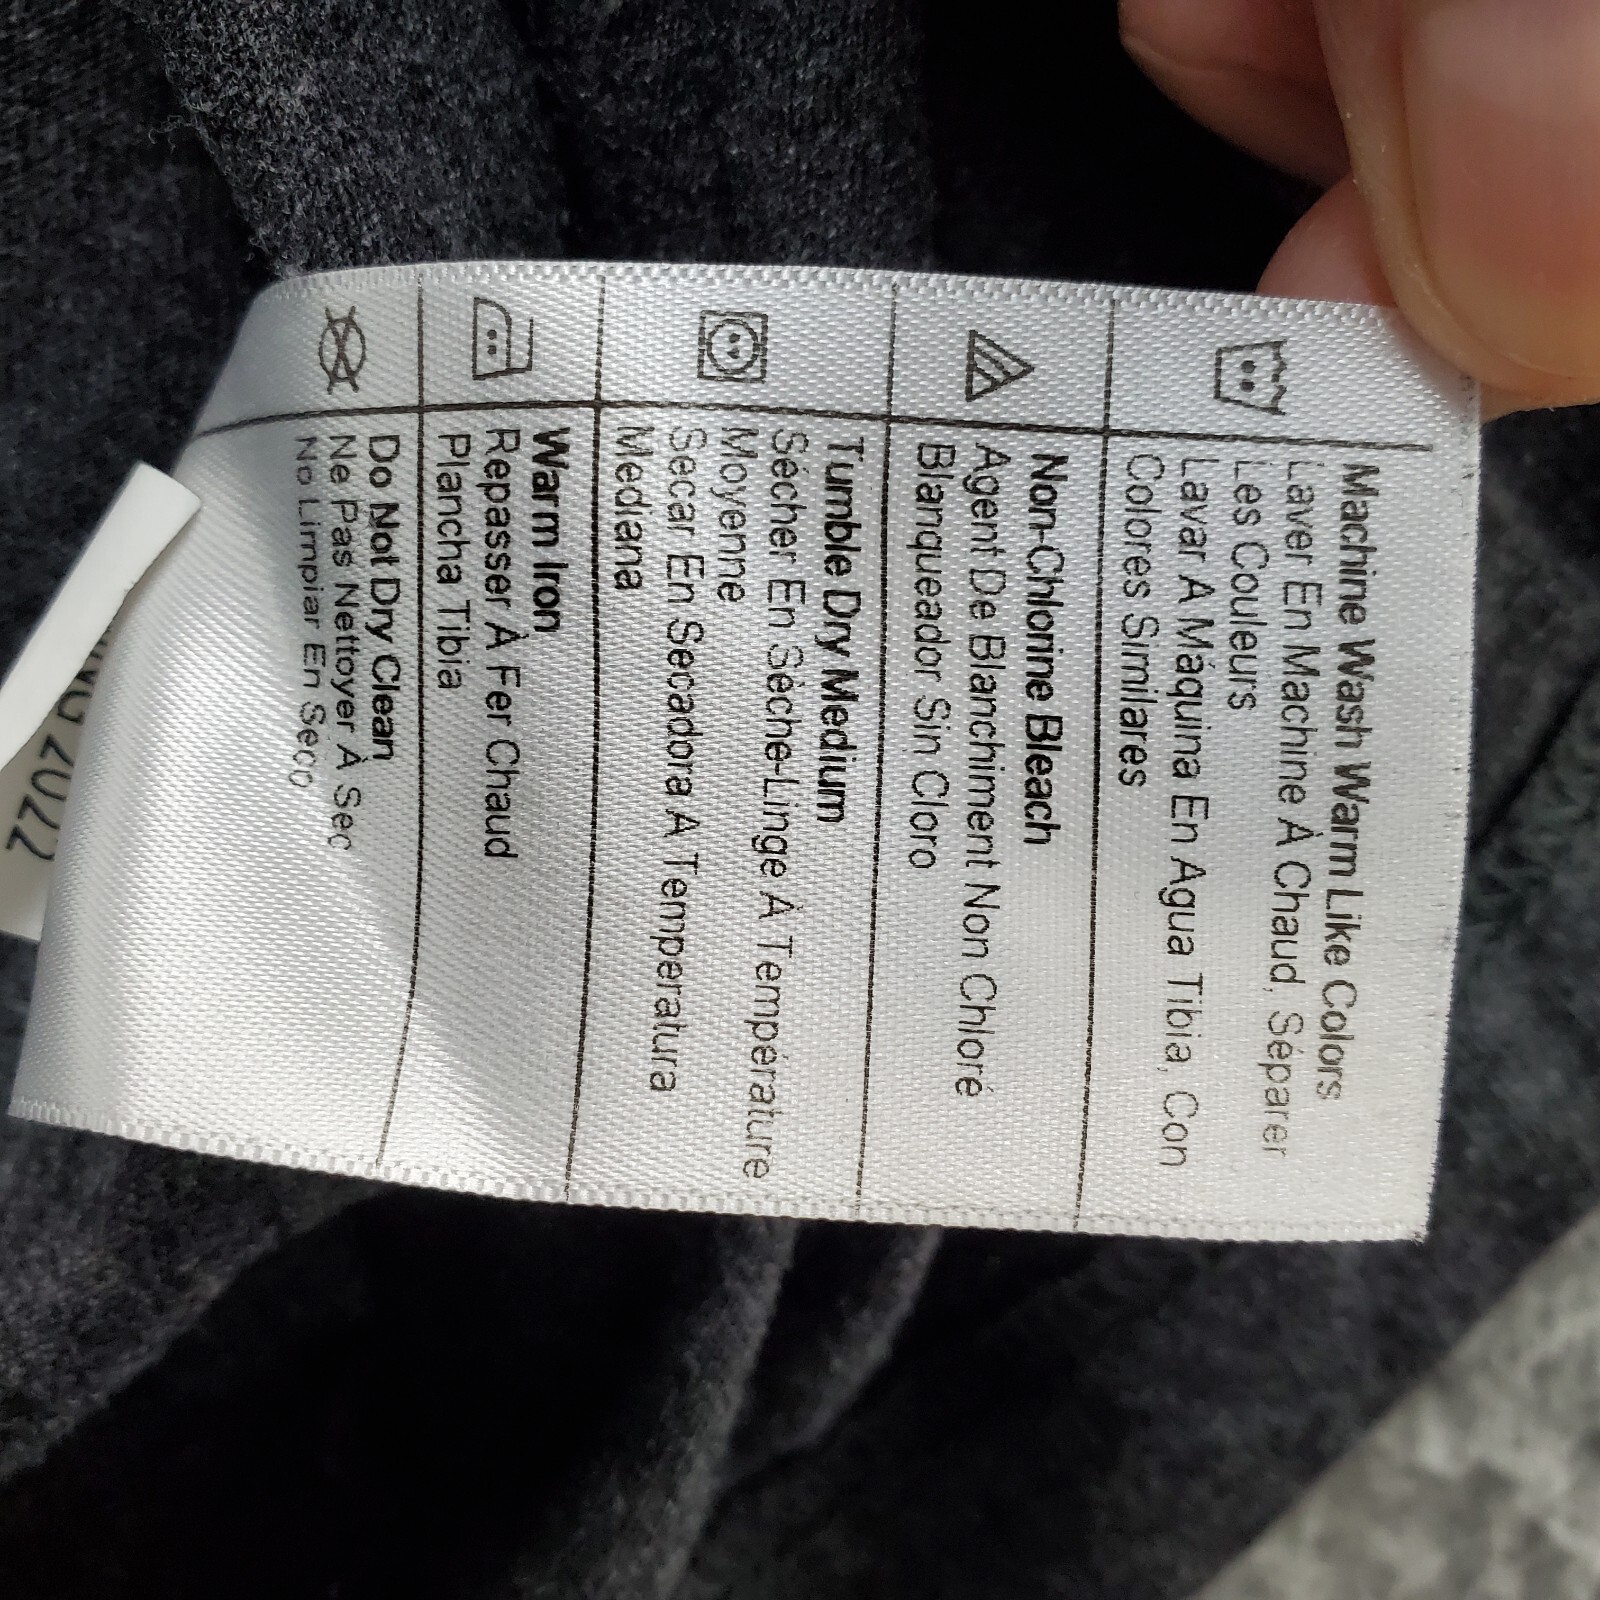 Machine Wash Warm Like Colors
Laver En Machine À Chaud, Séparer
Les Couleurs
Lavar A Máquina En Agua Tibia, Con
Colores Similares
Non-Chlorine Bleach
Agent De Blanchiment Non Chloré
Blanqueador Sin Cloro
Tumble Dry Medium
Sécher En Sèche-Linge À Température
Moyenne
Secar En Secadora A Temperatura
Mediana
Warm Iron
Repasser À Fer Chaud
Plancha Tibia
Do Not Dry Clean
Ne Pas Nettoyer À Sec
No Limpiar En Seco
2022